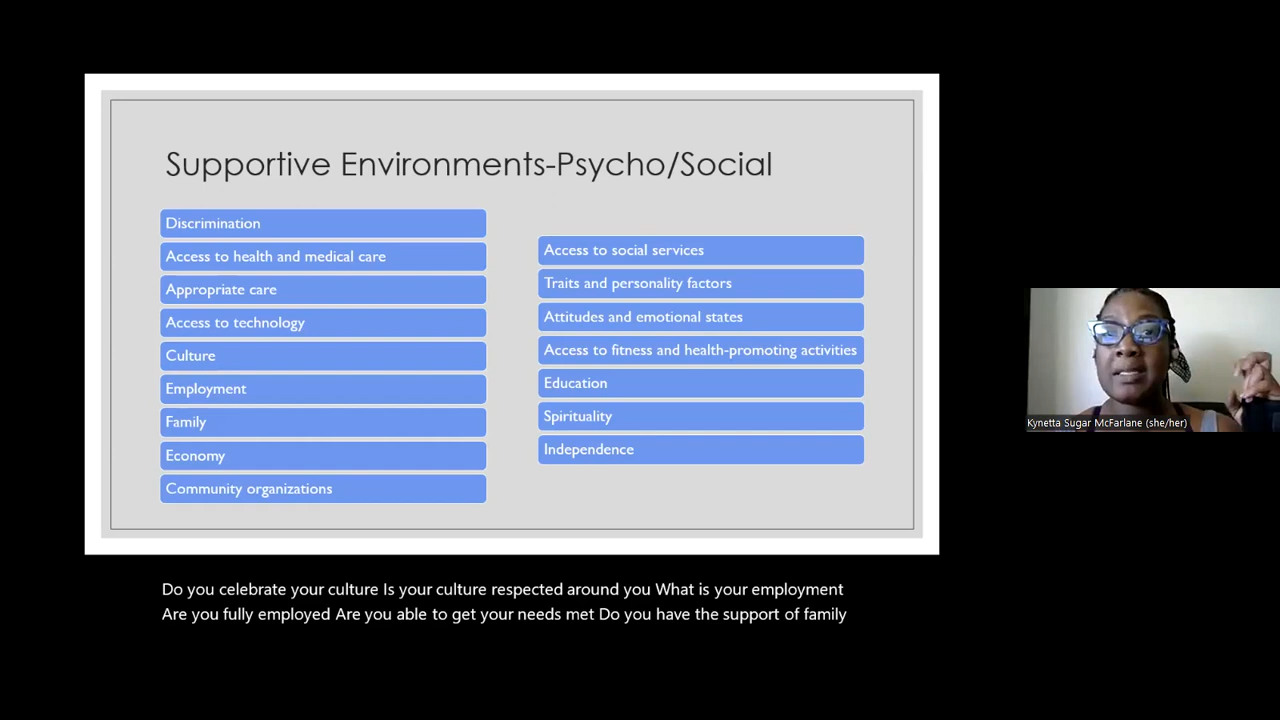 Supportive Environments-Psycho/Social
Discrimination
Access to health and medical care
Appropriate care
Access to technology
Culture
Employment
Family
Economy
Community organizations
Access to social services
Traits and personality factors
Attitudes and emotional states
Access to fitness and health-promoting activities
Education
Spirituality
Independence
Kynetta Sugar McFarlane (she/her)
Do you celebrate your culture Is your culture respected around you What is your employment
Are you fully employed Are you able to get your needs met Do you have the support of family